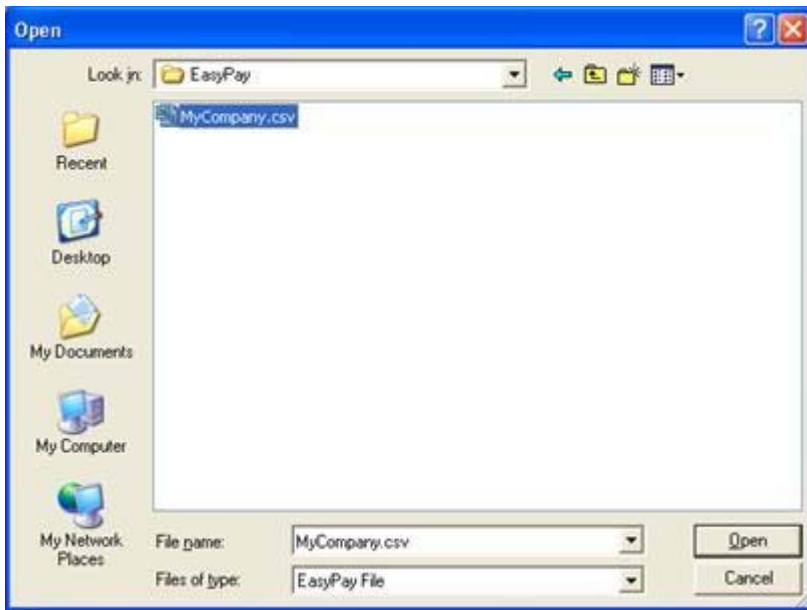 Open
Look in: EasyPay
MyCompany.csv
Recent
Desktop
My Documents
My Computer
My Network
Places
File name: MyCompany.csv Open
Files of type: EasyPay File Cancel